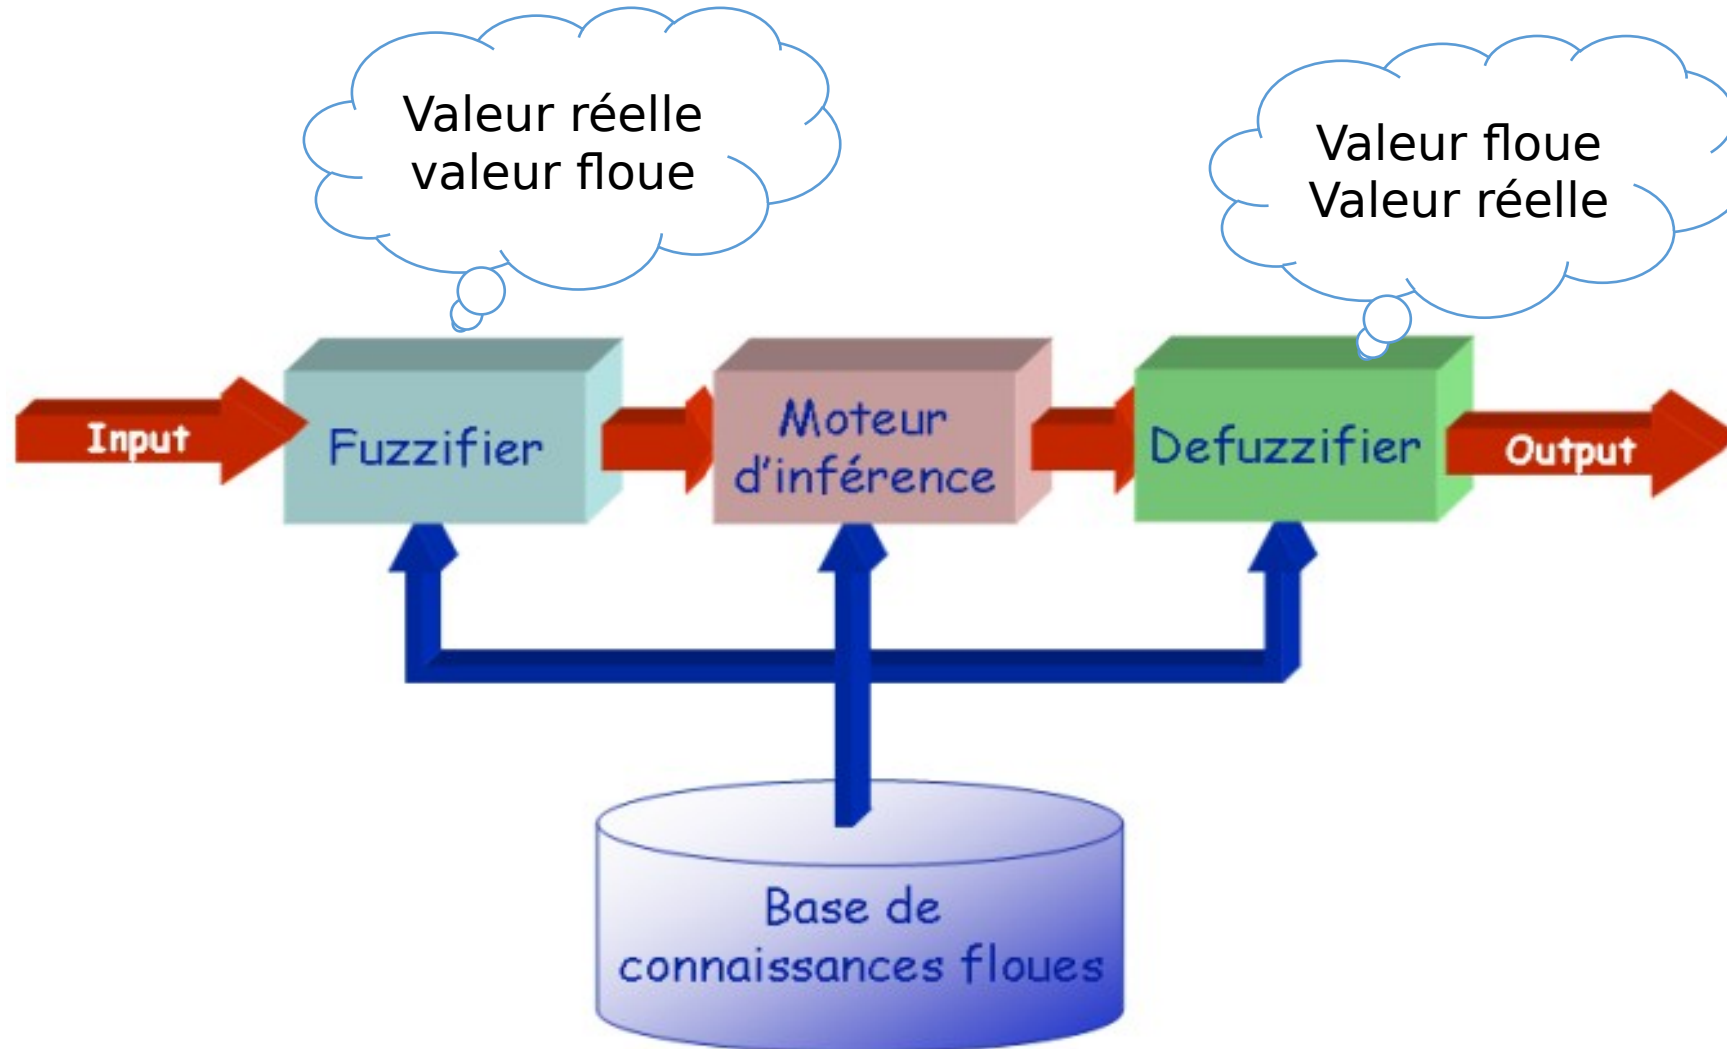 Valeur réelle
valeur floue
Valeur floue
Valeur réelle
Input
Fuzzifier
Moteur
d'inférence
Defuzzifier
Output
Base de
connaissances floues